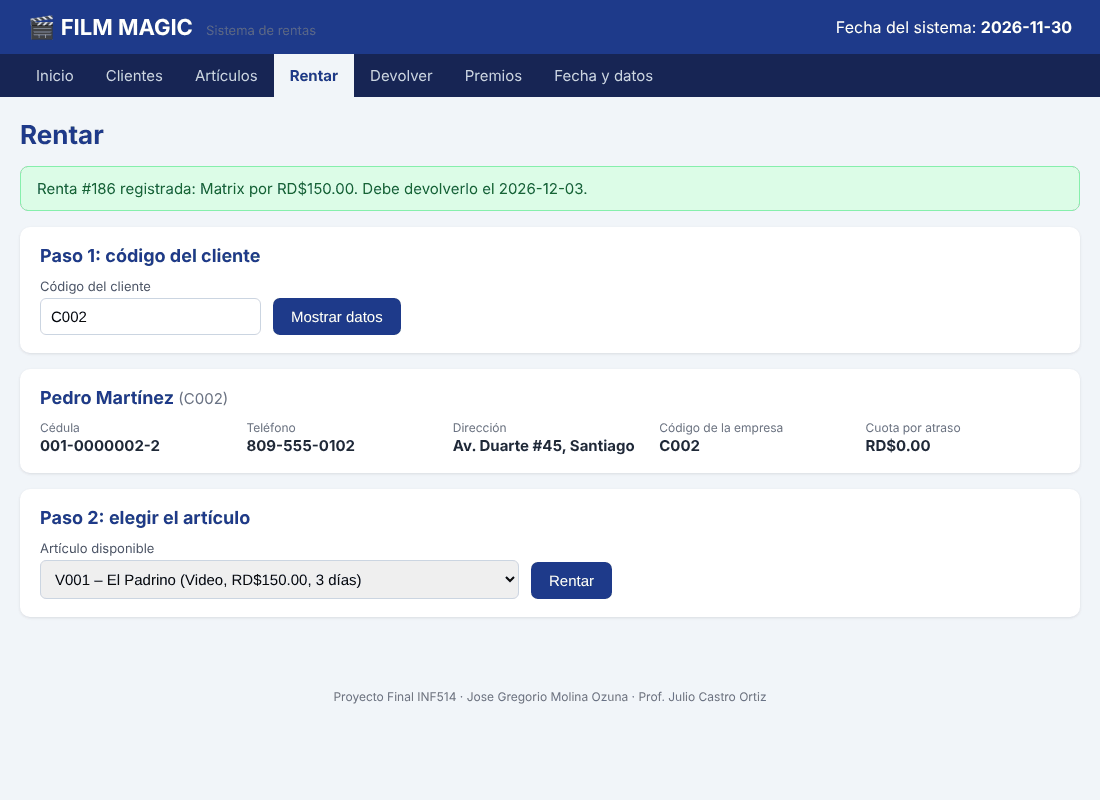 🎬 FILM MAGIC Sistema de rentas Fecha del sistema: 2026-11-30
Inicio Clientes Artículos Rentar Devolver Premios Fecha y datos
Rentar
Renta #186 registrada: Matrix por RD$150.00. Debe devolverlo el 2026-12-03.
Paso 1: código del cliente
Código del cliente
C002 Mostrar datos
Pedro Martínez (C002)
Cédula Teléfono Dirección Código de la empresa Cuota por atraso
001-0000002-2 809-555-0102 Av. Duarte #45, Santiago C002 RD$0.00
Paso 2: elegir el artículo
Artículo disponible
V001 – El Padrino (Video, RD$150.00, 3 días) Rentar
Proyecto Final INF514 · Jose Gregorio Molina Ozuna · Prof. Julio Castro Ortiz